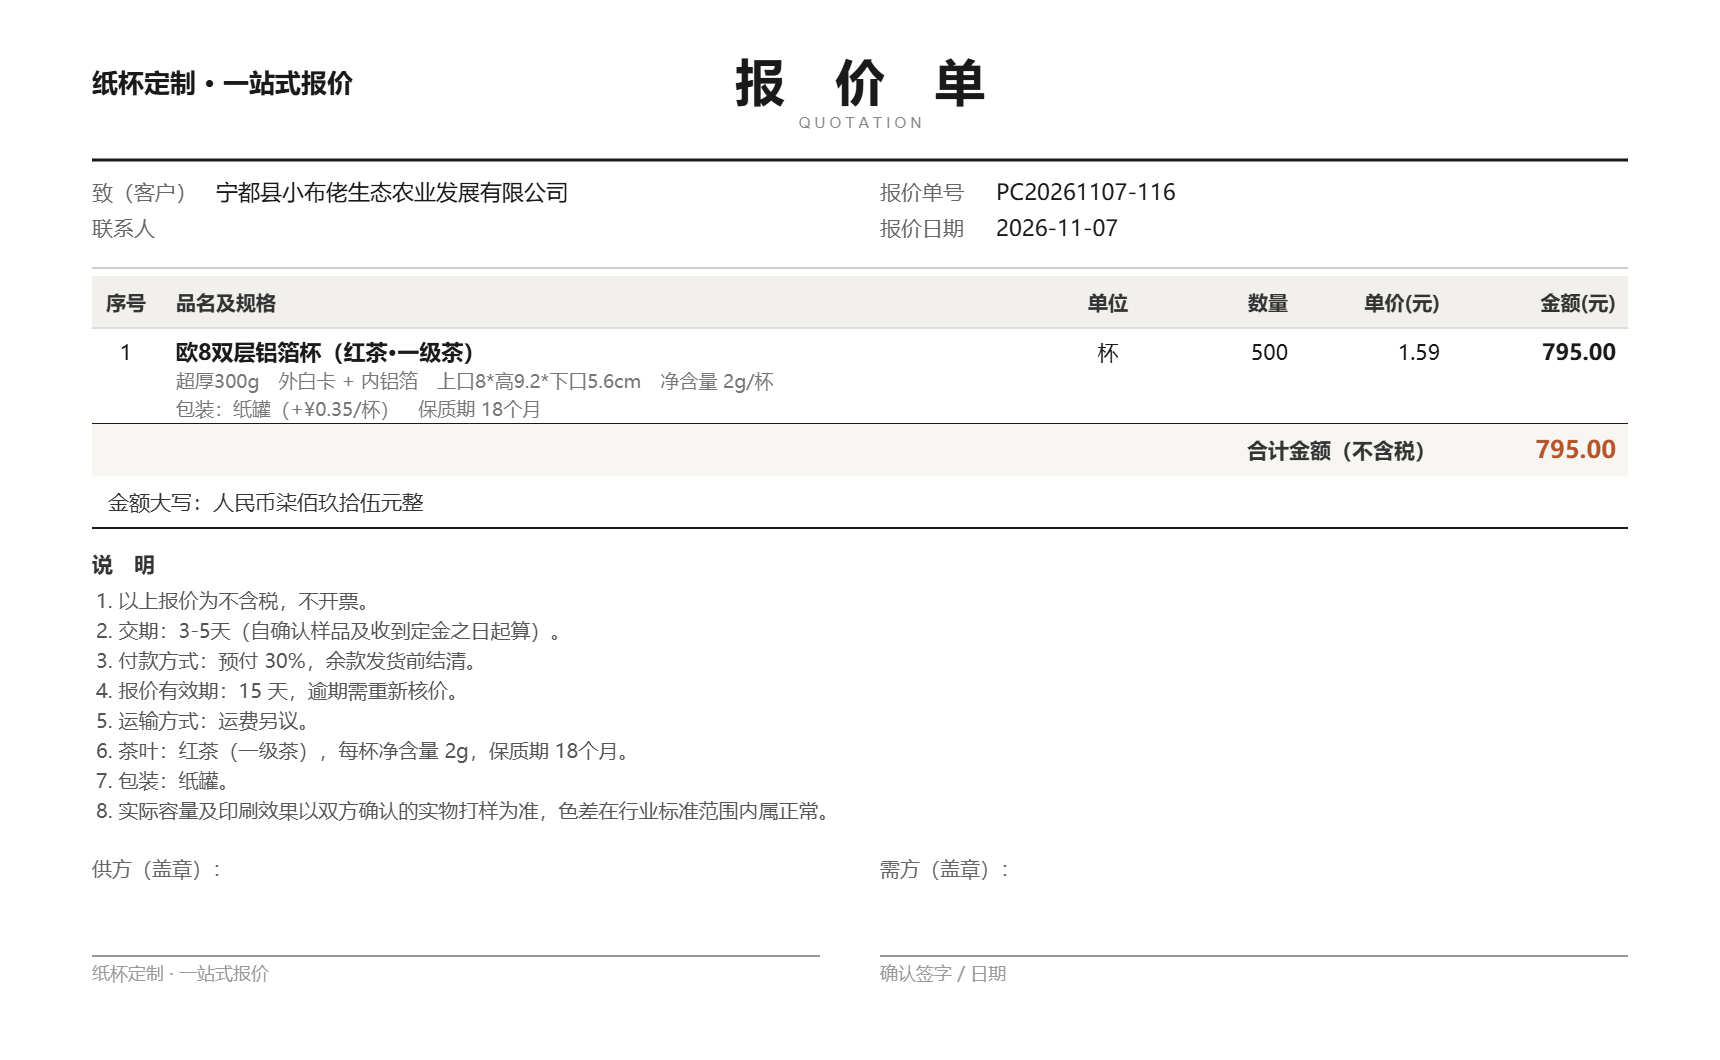 纸杯定制·一站式报价
报 价 单
QUOTATION
致（客户） 宁都县小布佬生态农业发展有限公司 报价单号 PC20261107-116
联系人 报价日期 2026-11-07
序号 品名及规格 单位 数量 单价(元) 金额(元)
1 欧8双层铝箔杯（红茶•一级茶） 杯 500 1.59 795.00
超厚300g 外白卡 + 内铝箔 上口8*高9.2*下口5.6cm 净含量 2g/杯
包装：纸罐（+¥0.35/杯） 保质期 18个月
合计金额（不含税） 795.00
金额大写：人民币柒佰玖拾伍元整
说 明
1. 以上报价为不含税，不开票。
2. 交期：3-5天（自确认样品及收到定金之日起算）。
3. 付款方式：预付 30%，余款发货前结清。
4. 报价有效期：15 天，逾期需重新核价。
5. 运输方式：运费另议。
6. 茶叶：红茶（一级茶），每杯净含量 2g，保质期 18个月。
7. 包装：纸罐。
8. 实际容量及印刷效果以双方确认的实物打样为准，色差在行业标准范围内属正常。
供方（盖章）： 需方（盖章）：
纸杯定制 · 一站式报价 确认签字 / 日期